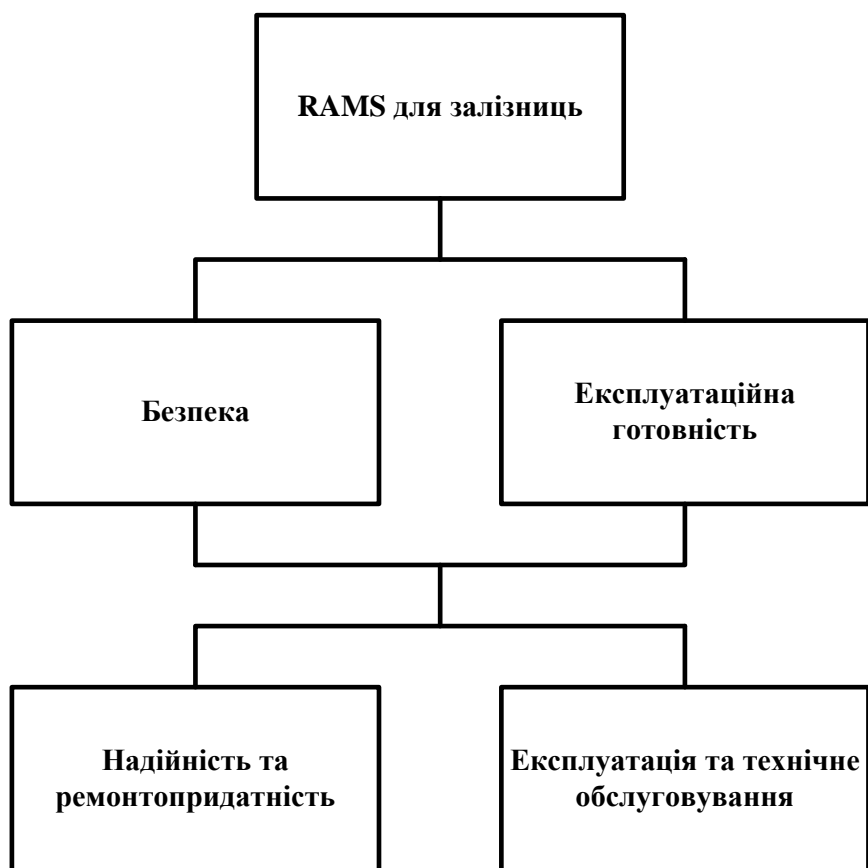 RAMS для залізниць
Безпека
Експлуатаційна
готовність
Надійність та
ремонтопридатність
Експлуатація та технічне
обслуговування